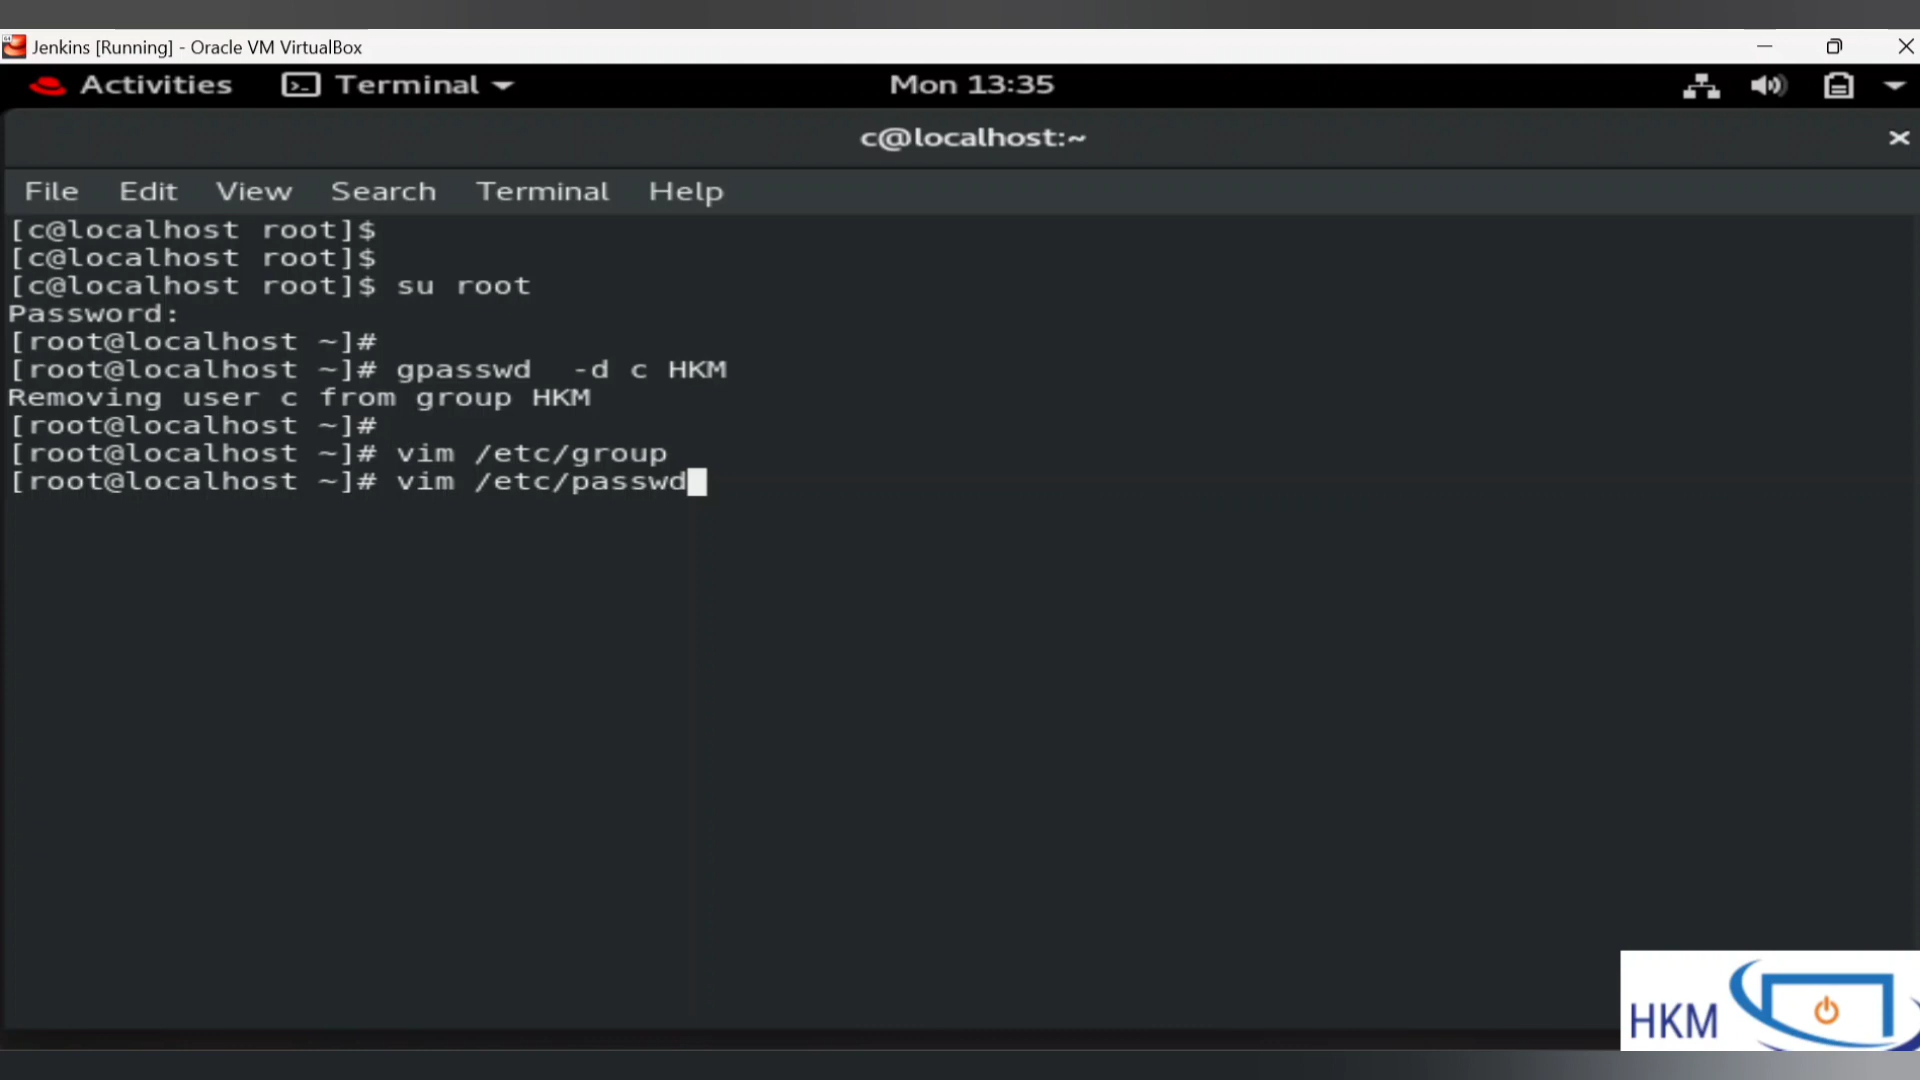 Jenkins [Running] - Oracle VM VirtualBox
Activities Terminal Mon 13:35
c@localhost:~
File Edit View Search Terminal Help
[c@localhost root]$
[c@localhost root]$
[c@localhost root]$ su root
Password:
[root@localhost ~]#
[root@localhost ~]# gpasswd  -d c HKM
Removing user c from group HKM
[root@localhost ~]#
[root@localhost ~]# vim /etc/group
[root@localhost ~]# vim /etc/passwd
HKM